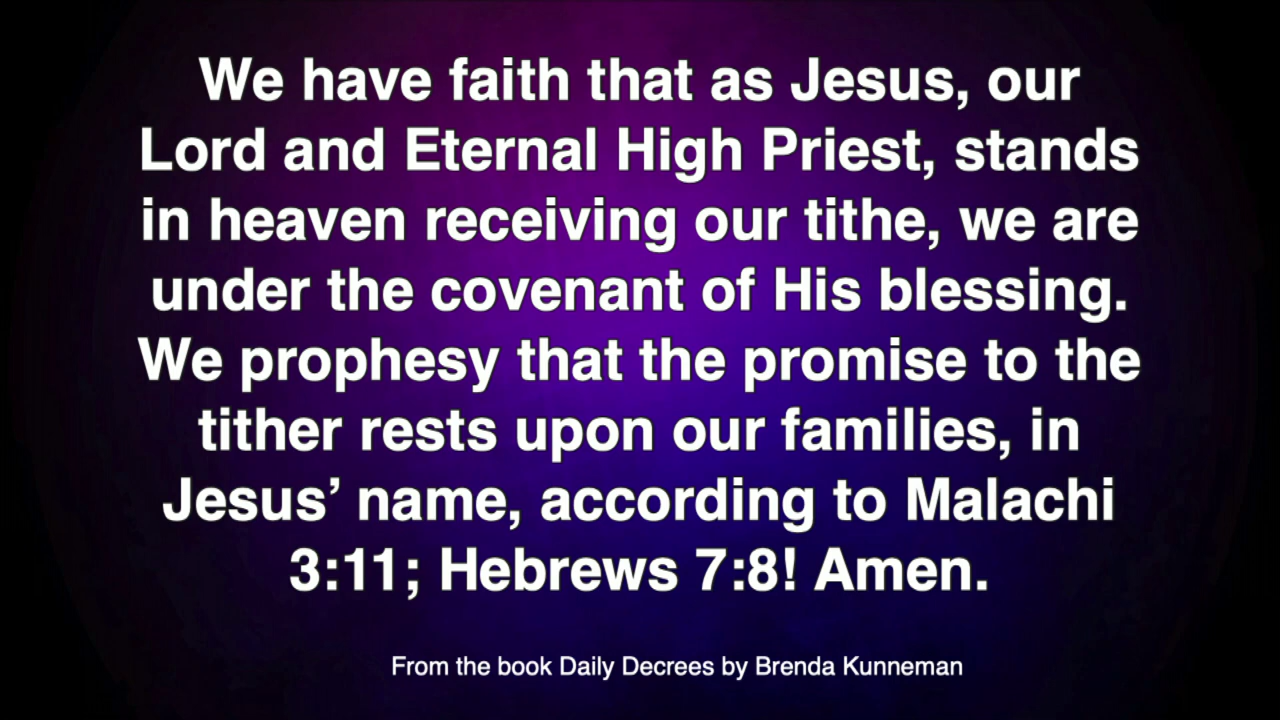 We have faith that as Jesus, our
Lord and Eternal High Priest, stands
in heaven receiving our tithe, we are
under the covenant of His blessing.
We prophesy that the promise to the
tither rests upon our families, in
Jesus’ name, according to Malachi
3:11; Hebrews 7:8! Amen.
From the book Daily Decrees by Brenda Kunneman